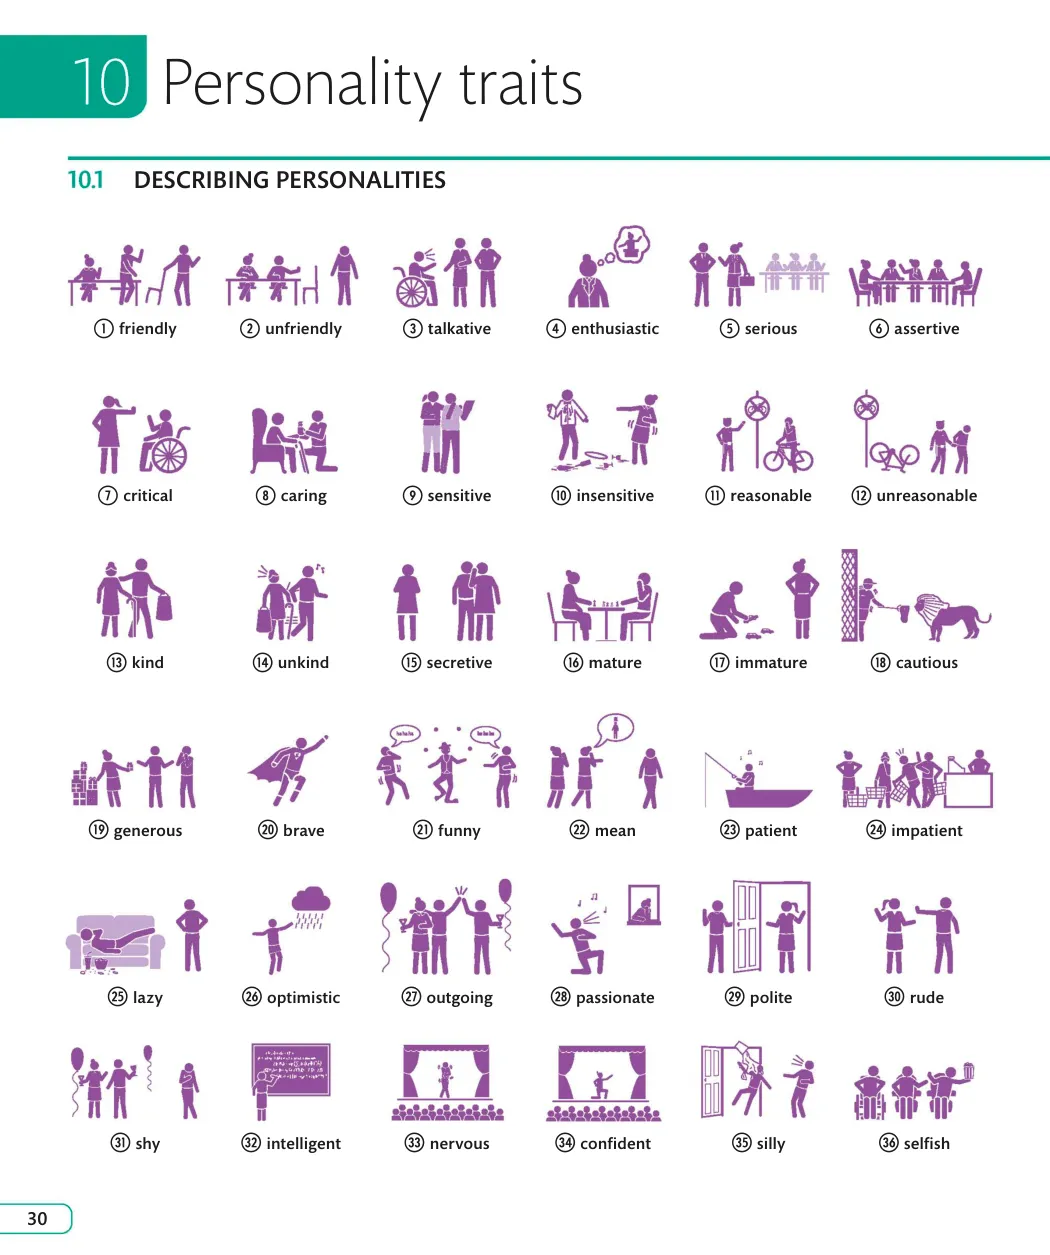 10 Personality traits
10.1 DESCRIBING PERSONALITIES
1 friendly
2 unfriendly
3 talkative
4 enthusiastic
5 serious
6 assertive
7 critical
8 caring
9 sensitive
10 insensitive
11 reasonable
12 unreasonable
13 kind
14 unkind
15 secretive
16 mature
17 immature
18 cautious
19 generous
20 brave
21 funny
22 mean
23 patient
24 impatient
25 lazy
26 optimistic
27 outgoing
28 passionate
29 polite
30 rude
31 shy
32 intelligent
33 nervous
34 confident
35 silly
36 selfish
30